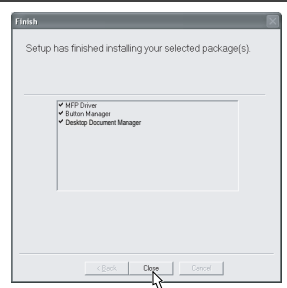 Finish
Setup has finished installing your selected package(s).
MFP Driver
Button Manager
Desktop Document Manager
< Back Close Cancel